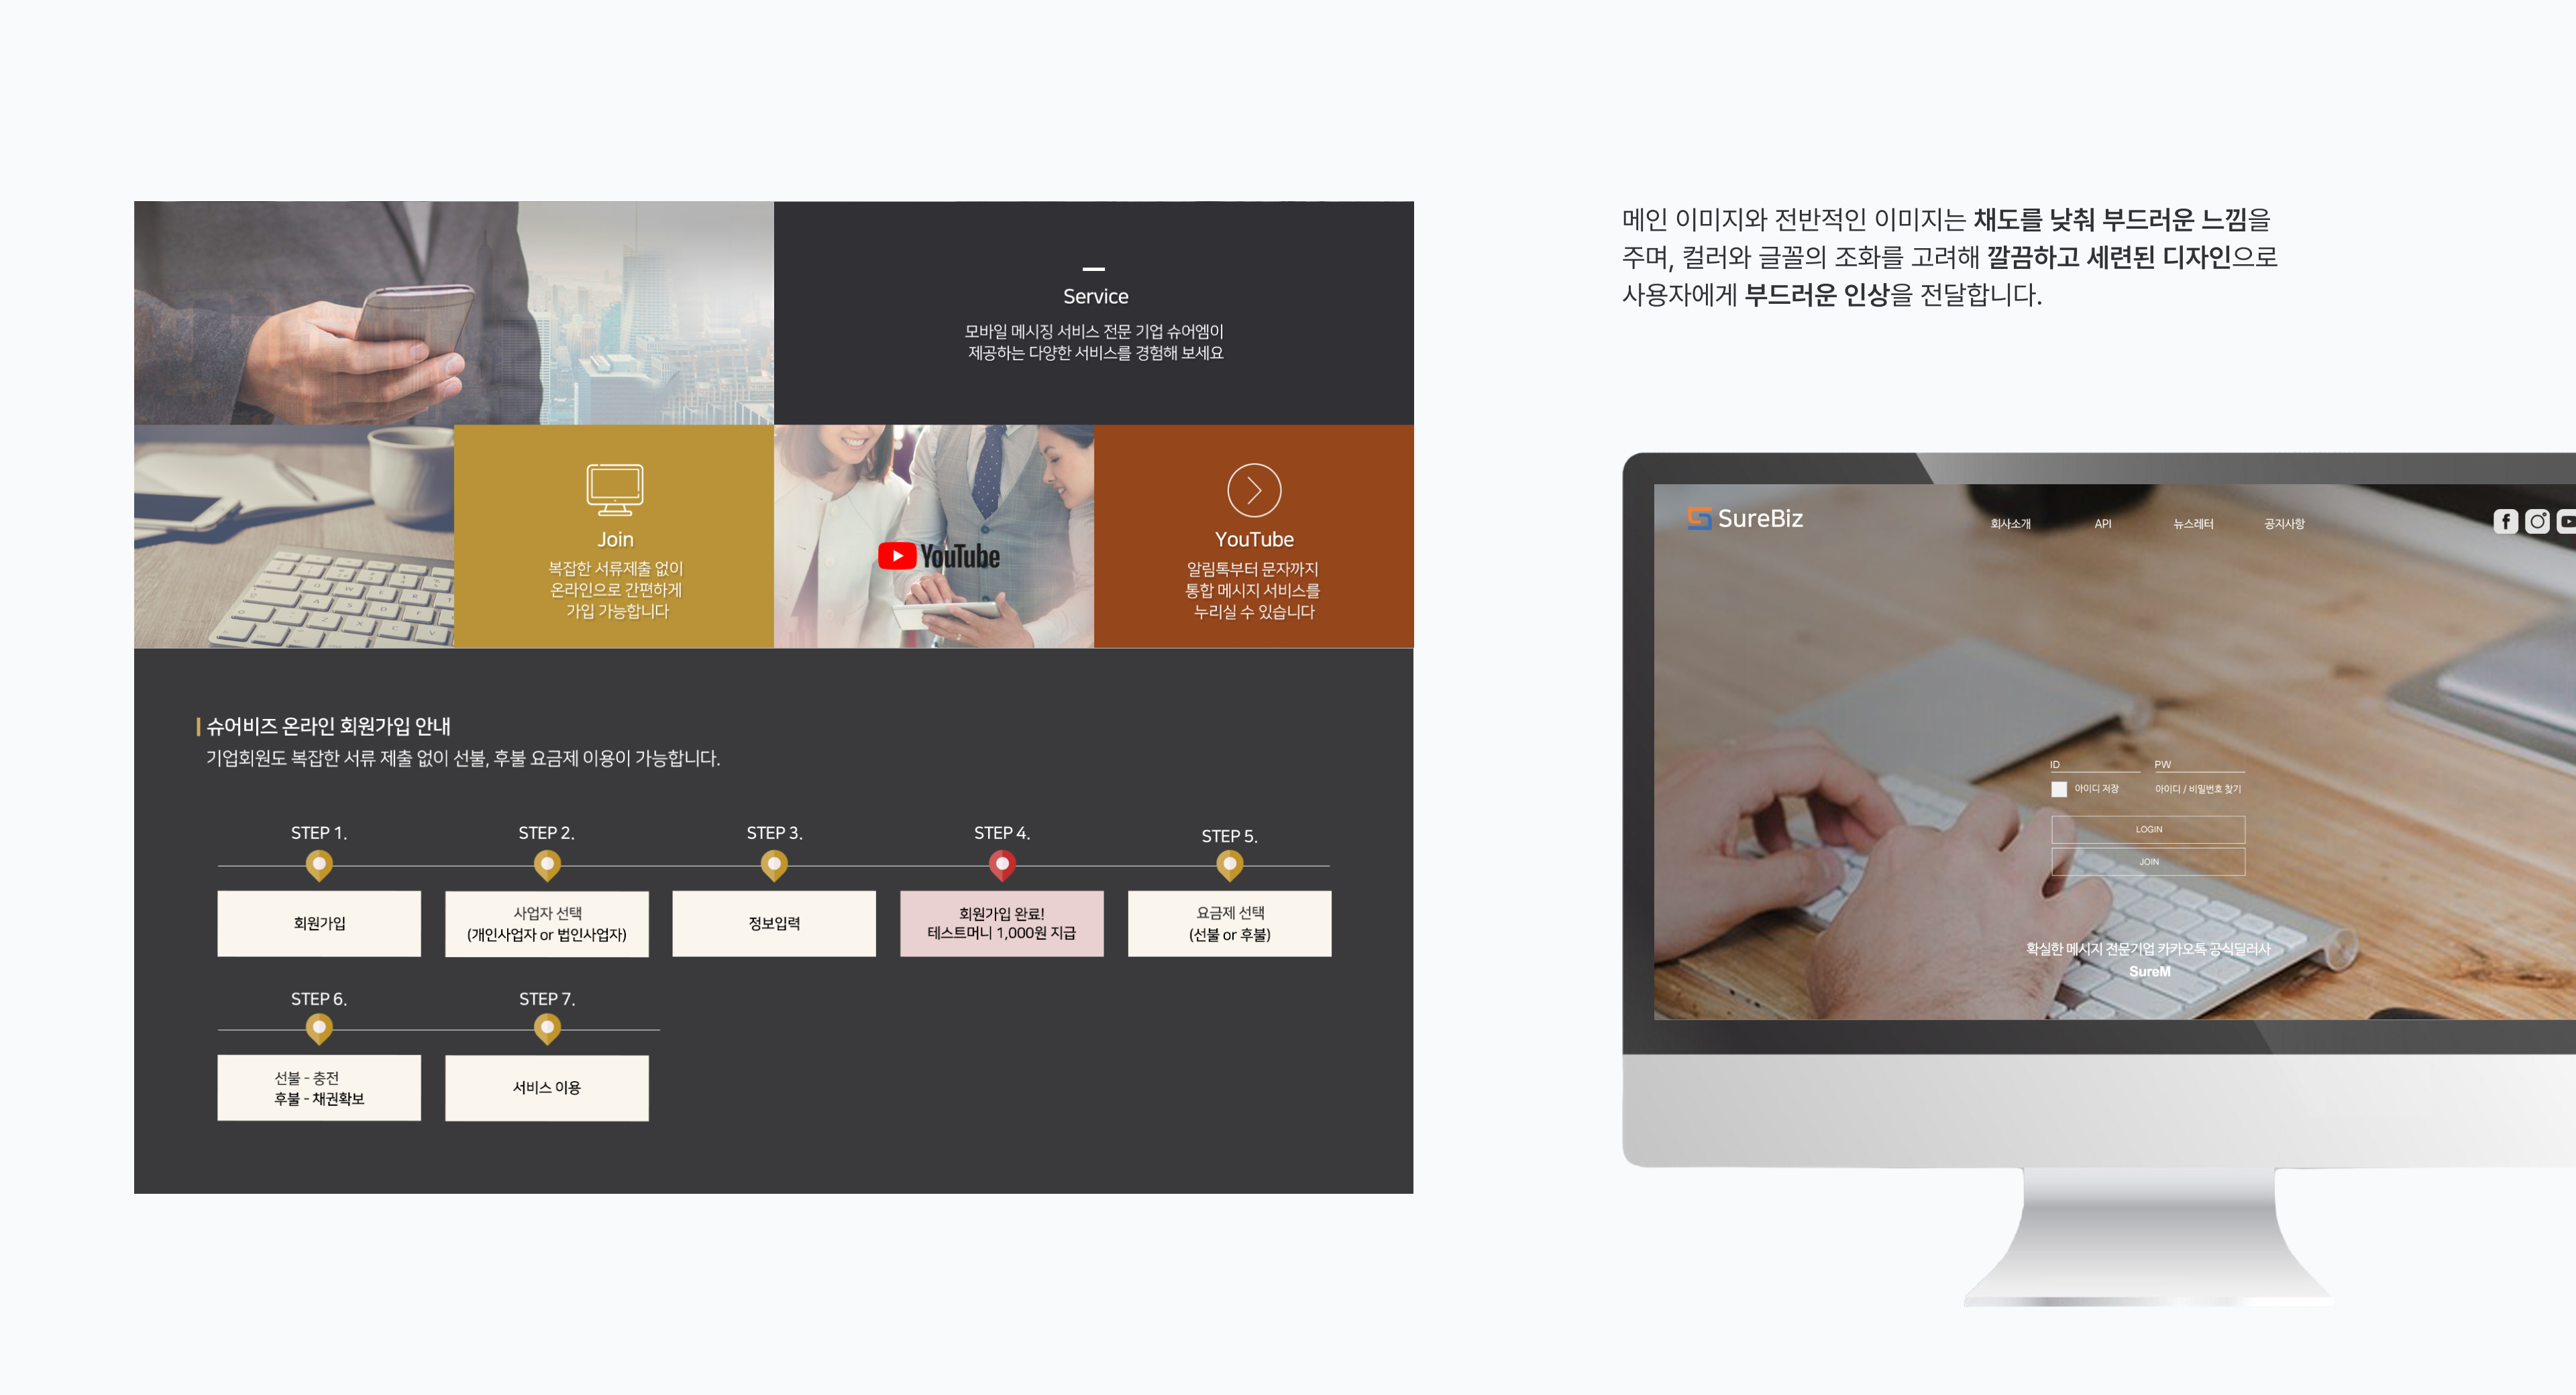 메인 이미지와 전반적인 이미지는 채도를 낮춰 부드러운 느낌을
주며, 컬러와 글꼴의 조화를 고려해 깔끔하고 세련된 디자인으로
사용자에게 부드러운 인상을 전달합니다.
Service
모바일 메시징 서비스 전문 기업 슈어엠이
제공하는 다양한 서비스를 경험해 보세요
Join
복잡한 서류제출 없이
온라인으로 간편하게
가입 가능합니다
YouTube
YouTube
알림톡부터 문자까지
통합 메시지 서비스를
누리실 수 있습니다
슈어비즈 온라인 회원가입 안내
기업회원도 복잡한 서류 제출 없이 선불, 후불 요금제 이용이 가능합니다.
STEP 1.
회원가입
STEP 2.
사업자 선택
(개인사업자 or 법인사업자)
STEP 3.
정보입력
STEP 4.
회원가입 완료!
테스트머니 1,000원 지급
STEP 5.
요금제 선택
(선불 or 후불)
STEP 6.
선불 - 충전
후불 - 채권확보
STEP 7.
서비스 이용
SureBiz
회사소개 API 뉴스레터 공지사항
ID PW
아이디 저장 아이디 / 비밀번호 찾기
LOGIN
JOIN
확실한 메시지 전문기업 카카오톡 공식딜러사
SureM